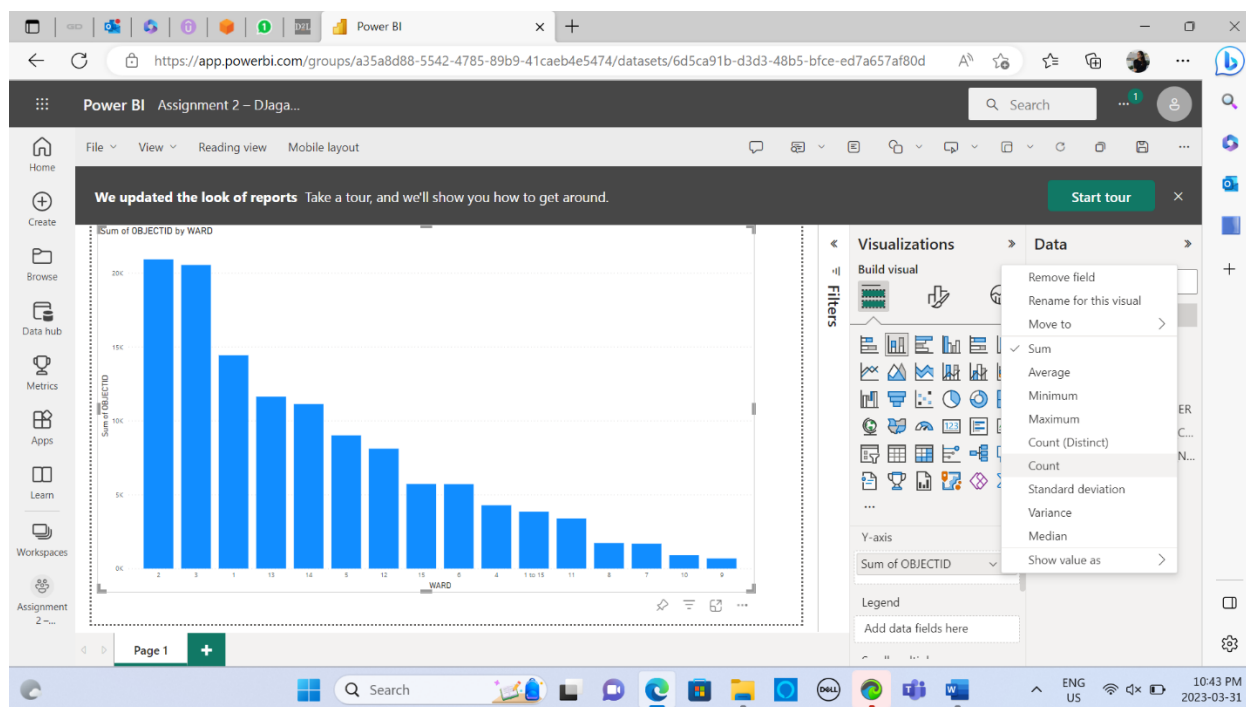 Power BI
https://app.powerbi.com/groups/a35a8d88-5542-4785-89b9-41caeb4e5474/datasets/6d5ca91b-d3d3-48b5-bfce-ed7a657af80d
Power BI Assignment 2 – DJaga...
Search
1
Home
Create
Browse
Data hub
Metrics
Apps
Learn
Workspaces
Assignment
2 –...
File View Reading view Mobile layout
We updated the look of reports Take a tour, and we'll show you how to get around.
Start tour
Sum of OBJECTID by WARD
Sum of OBJECTID
20K
15K
10K
5K
0K
2 3 1 13 14 5 12 15 6 4 1 to 15 11 8 7 10 9
WARD
Page 1
Filters
Visualizations
Build visual
123
...
Y-axis
Sum of OBJECTID
Legend
Add data fields here
Data
ER
C...
N...
Remove field
Rename for this visual
Move to
Sum
Average
Minimum
Maximum
Count (Distinct)
Count
Standard deviation
Variance
Median
Show value as
Search
DELL
ENG
US
10:43 PM
2023-03-31